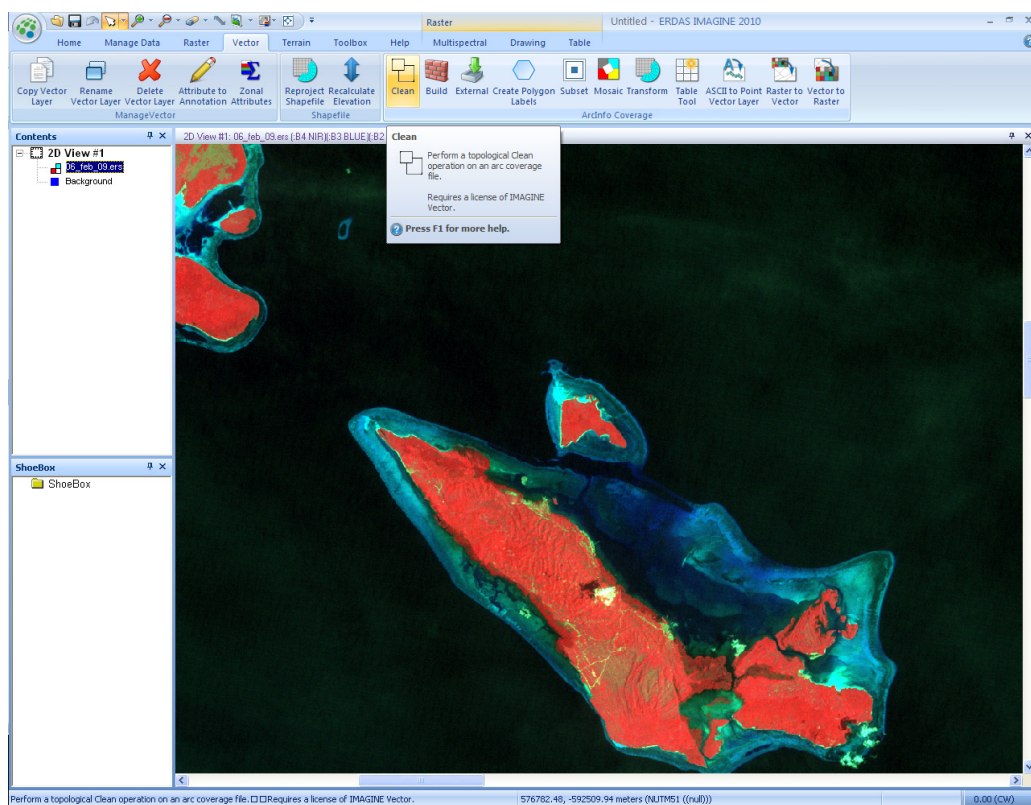 Raster
Untitled - ERDAS IMAGINE 2010
Home Manage Data Raster Vector Terrain Toolbox Help Multispectral Drawing Table
Copy Vector Layer
Rename Vector Layer
Delete Vector Layer
Attribute to Annotation
Zonal Attributes
Reproject Shapefile
Recalculate Elevation
Clean
Build
External
Create Polygon Labels
Subset
Mosaic
Transform
Table Tool
ASCII to Point Vector Layer
Raster to Vector
Vector to Raster
ManageVector
Shapefile
ArcInfo Coverage
Contents
2D View #1: 06_feb_09.ers (:B4 NIR)(:B3 BLUE)(:B2
2D View #1
06_feb_09.ers
Background
Clean
Perform a topological Clean
operation on an arc coverage
file.
Requires a license of IMAGINE
Vector.
Press F1 for more help.
ShoeBox
ShoeBox
Perform a topological Clean operation on an arc coverage file.□□Requires a license of IMAGINE Vector.
576782.48, -592509.94 meters (NUTM51 ((null)))
0.00 (CW)